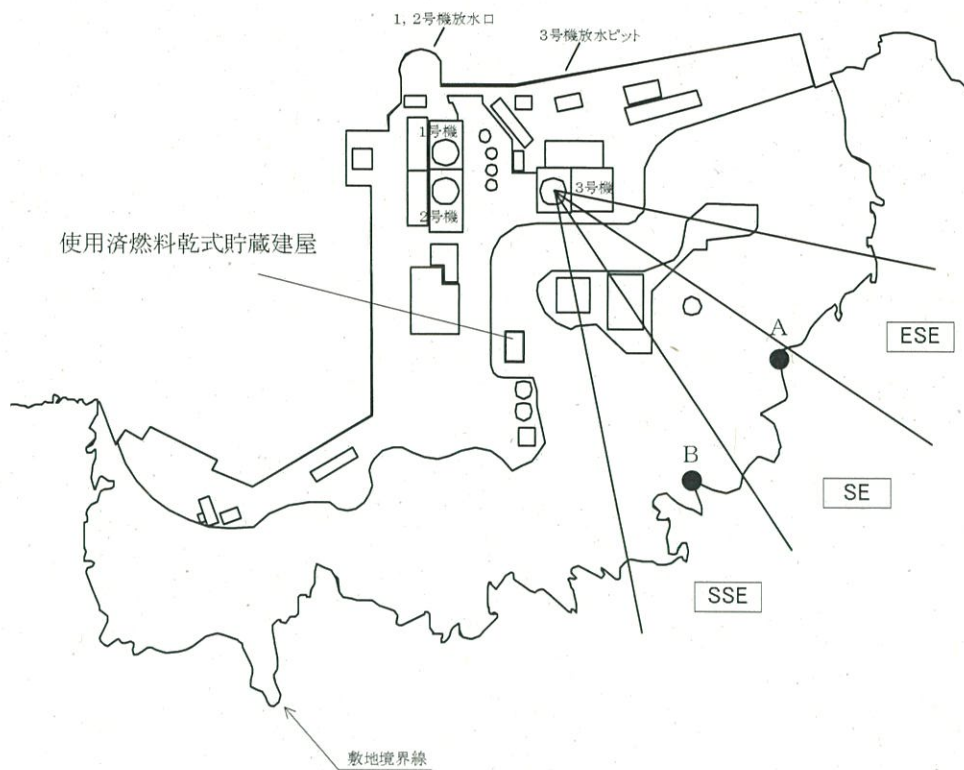 1, 2号機放水口
3号機放水ピット
1号機
2号機
3号機
使用済燃料乾式貯蔵建屋
A
ESE
B
SE
SSE
敷地境界線